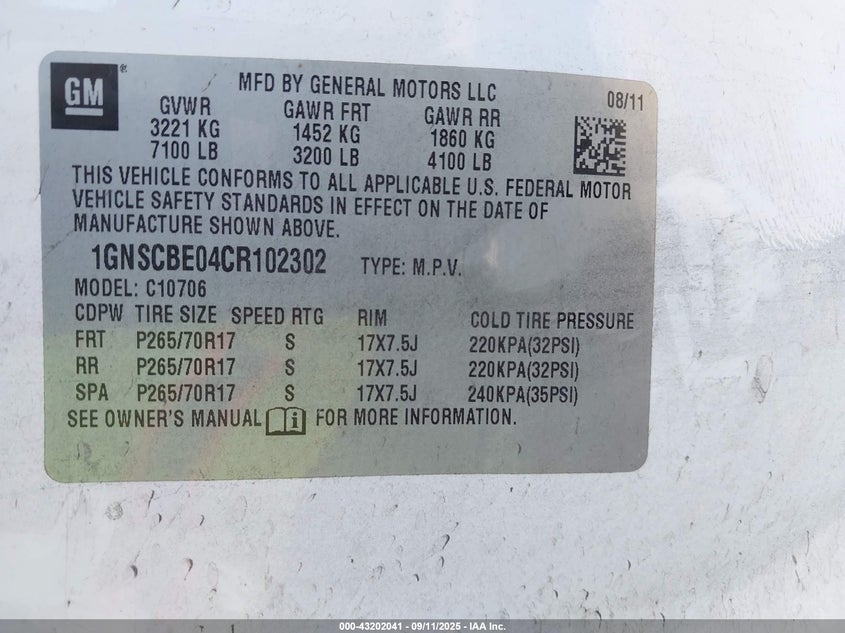 GM
MFD BY GENERAL MOTORS LLC
08/11
GVWR GAWR FRT GAWR RR
3221 KG 1452 KG 1860 KG
7100 LB 3200 LB 4100 LB
THIS VEHICLE CONFORMS TO ALL APPLICABLE U.S. FEDERAL MOTOR
VEHICLE SAFETY STANDARDS IN EFFECT ON THE DATE OF
MANUFACTURE SHOWN ABOVE.
1GNSCBE04CR102302 TYPE: M.P.V.
MODEL: C10706
CDPW TIRE SIZE SPEED RTG RIM COLD TIRE PRESSURE
FRT P265/70R17 S 17X7.5J 220KPA(32PSI)
RR P265/70R17 S 17X7.5J 220KPA(32PSI)
SPA P265/70R17 S 17X7.5J 240KPA(35PSI)
SEE OWNER'S MANUAL FOR MORE INFORMATION.
000-43202041 - 09/11/2025 - IAA Inc.